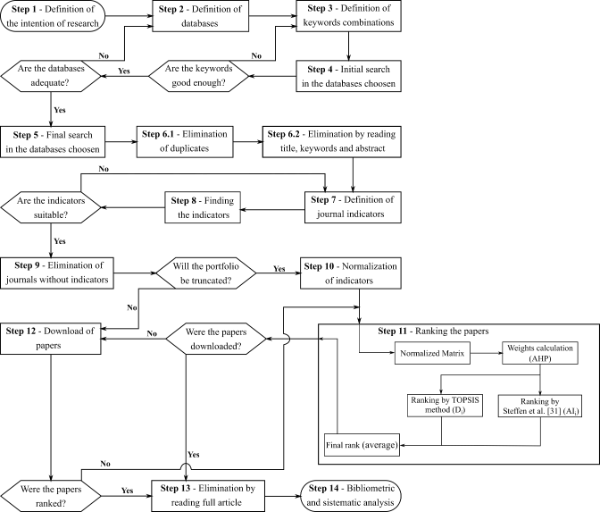 Step 1 - Definition of
the intention of research
Step 2 - Definition of
databases
Step 3 - Definition of
keywords combinations
No
No
Are the databases
adequate?
Yes
Are the keywords
good enough?
Step 4 - Initial search
in the databases choosen
Yes
Step 5 - Final search
in the databases choosen
Step 6.1 - Elimination
of duplicates
Step 6.2 - Elimination by reading
title, keywords and abstract
No
Are the indicators
suitable?
Step 8 - Finding
the indicators
Step 7 - Definition of
journal indicators
Yes
Step 9 - Elimination of
journals without indicators
Will the portfolio
be truncated?
Yes
Step 10 - Normalization
of indicators
No
Step 12 - Download of
papers
No
Were the papers
downloaded?
Step 11 - Ranking the papers
Normalized Matrix
Weights calculation
(AHP)
Ranking by TOPSIS
method (Di)
Ranking by
Steffen et al. [31] (AIi)
Final rank (average)
Yes
No
Were the papers
ranked?
Yes
Step 13 - Elimination by
reading full article
Step 14 - Bibliometric
and sistematic analysis